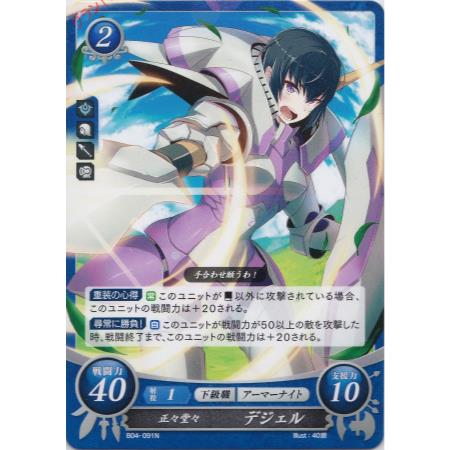 2
手合わせ願うわ！
重装の心得 常 このユニットが■以外に攻撃されている場合、
このユニットの戦闘力は＋20される。
尋常に勝負！ 自 このユニットが戦闘力が50以上の敵を攻撃した
時、戦闘終了まで、このユニットの戦闘力は＋20される。
戦闘力 40
射程 1 下級職 アーマーナイト
支援力 10
正々堂々 デジェル
B04-091N Illust：40原